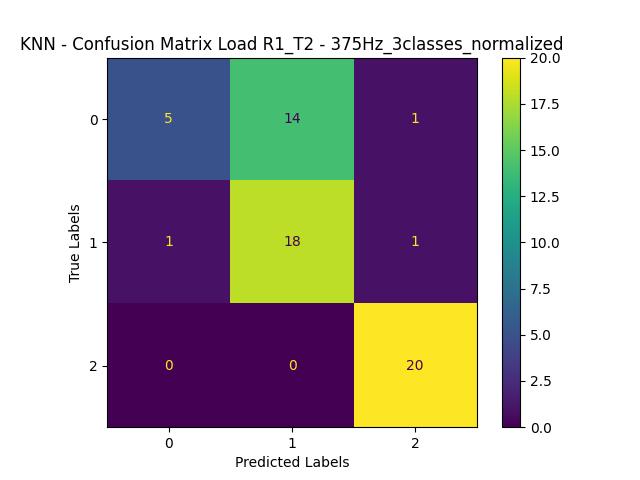 KNN - Confusion Matrix Load R1_T2 - 375Hz_3classes_normalized
20.0
17.5
15.0
12.5
10.0
7.5
5.0
2.5
0.0
True Labels
0 5 14 1
1 1 18 1
2 0 0 20
0 1 2
Predicted Labels